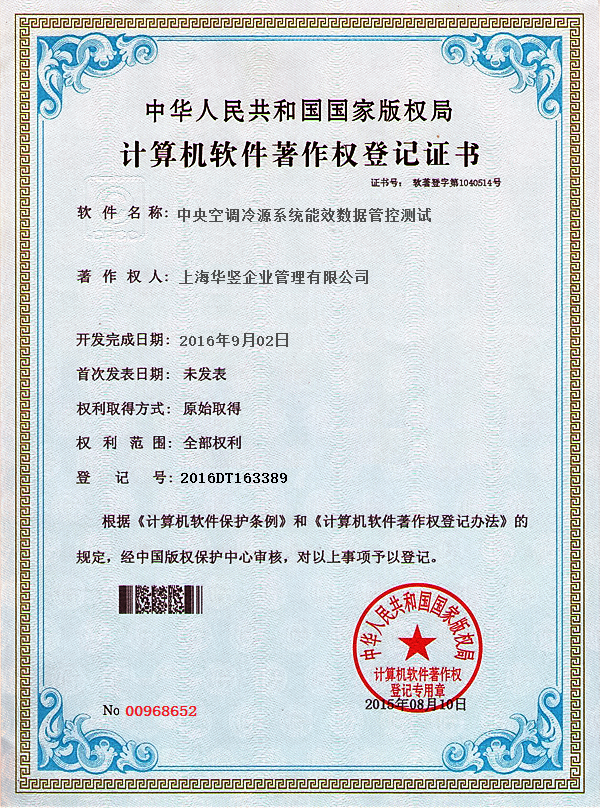 中华人民共和国国家版权局
计算机软件著作权登记证书
证书号： 软著登字第1040514号
软件名称: 中央空调冷源系统能效数据管控测试
著作权人: 上海华竖企业管理有限公司
开发完成日期: 2016年9月02日
首次发表日期: 未发表
权利取得方式: 原始取得
权利范围: 全部权利
登记号: 2016DT163389
根据《计算机软件保护条例》和《计算机软件著作权登记办法》的
规定，经中国版权保护中心审核，对以上事项予以登记。
中华人民共和国国家版权局
计算机软件著作权
登记专用章
2015年08月10日
No 00968652